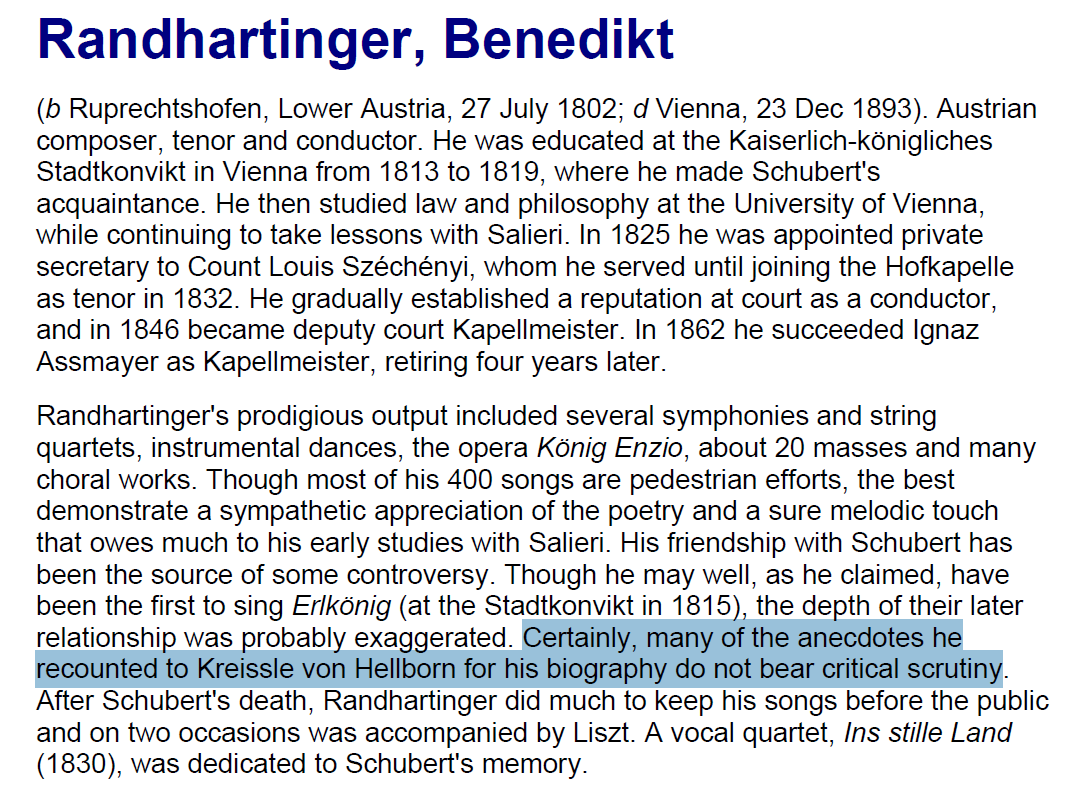 Randhartinger, Benedikt
(b Ruprechtshofen, Lower Austria, 27 July 1802; d Vienna, 23 Dec 1893). Austrian
composer, tenor and conductor. He was educated at the Kaiserlich-königliches
Stadtkonvikt in Vienna from 1813 to 1819, where he made Schubert's
acquaintance. He then studied law and philosophy at the University of Vienna,
while continuing to take lessons with Salieri. In 1825 he was appointed private
secretary to Count Louis Széchényi, whom he served until joining the Hofkapelle
as tenor in 1832. He gradually established a reputation at court as a conductor,
and in 1846 became deputy court Kapellmeister. In 1862 he succeeded Ignaz
Assmayer as Kapellmeister, retiring four years later.
Randhartinger's prodigious output included several symphonies and string
quartets, instrumental dances, the opera König Enzio, about 20 masses and many
choral works. Though most of his 400 songs are pedestrian efforts, the best
demonstrate a sympathetic appreciation of the poetry and a sure melodic touch
that owes much to his early studies with Salieri. His friendship with Schubert has
been the source of some controversy. Though he may well, as he claimed, have
been the first to sing Erlkönig (at the Stadtkonvikt in 1815), the depth of their later
relationship was probably exaggerated. Certainly, many of the anecdotes he
recounted to Kreissle von Hellborn for his biography do not bear critical scrutiny.
After Schubert's death, Randhartinger did much to keep his songs before the public
and on two occasions was accompanied by Liszt. A vocal quartet, Ins stille Land
(1830), was dedicated to Schubert's memory.